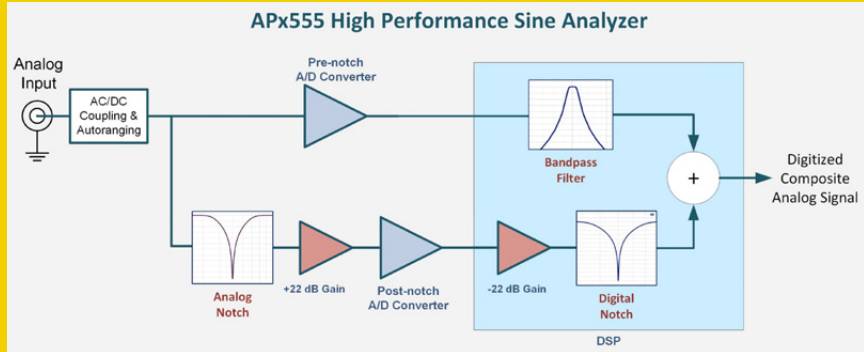 APx555 High Performance Sine Analyzer
Analog
Input
AC/DC
Coupling &
Autoranging
Pre-notch
A/D Converter
Bandpass
Filter
+
Digitized
Composite
Analog Signal
Analog
Notch
+22 dB Gain
Post-notch
A/D Converter
-22 dB Gain
Digital
Notch
DSP